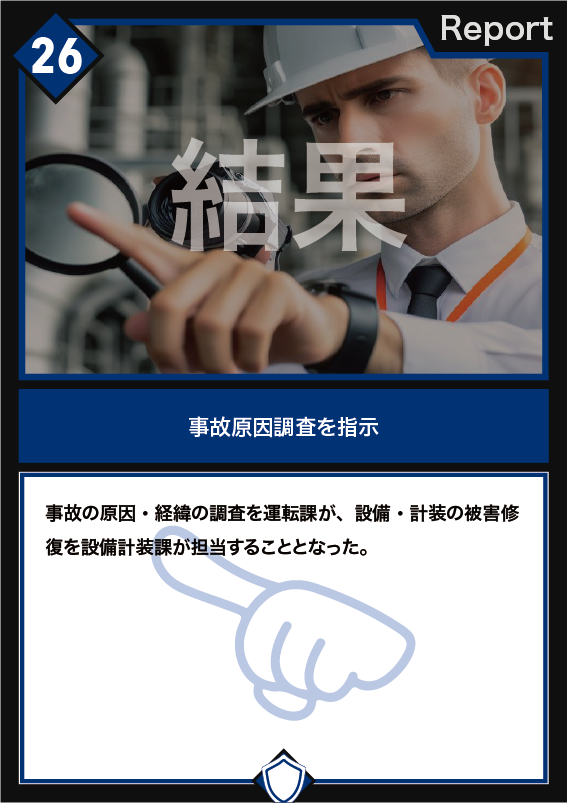 26
Report
結果
事故原因調査を指示
事故の原因・経緯の調査を運転課が、設備・計装の被害修
復を設備計装課が担当することとなった。